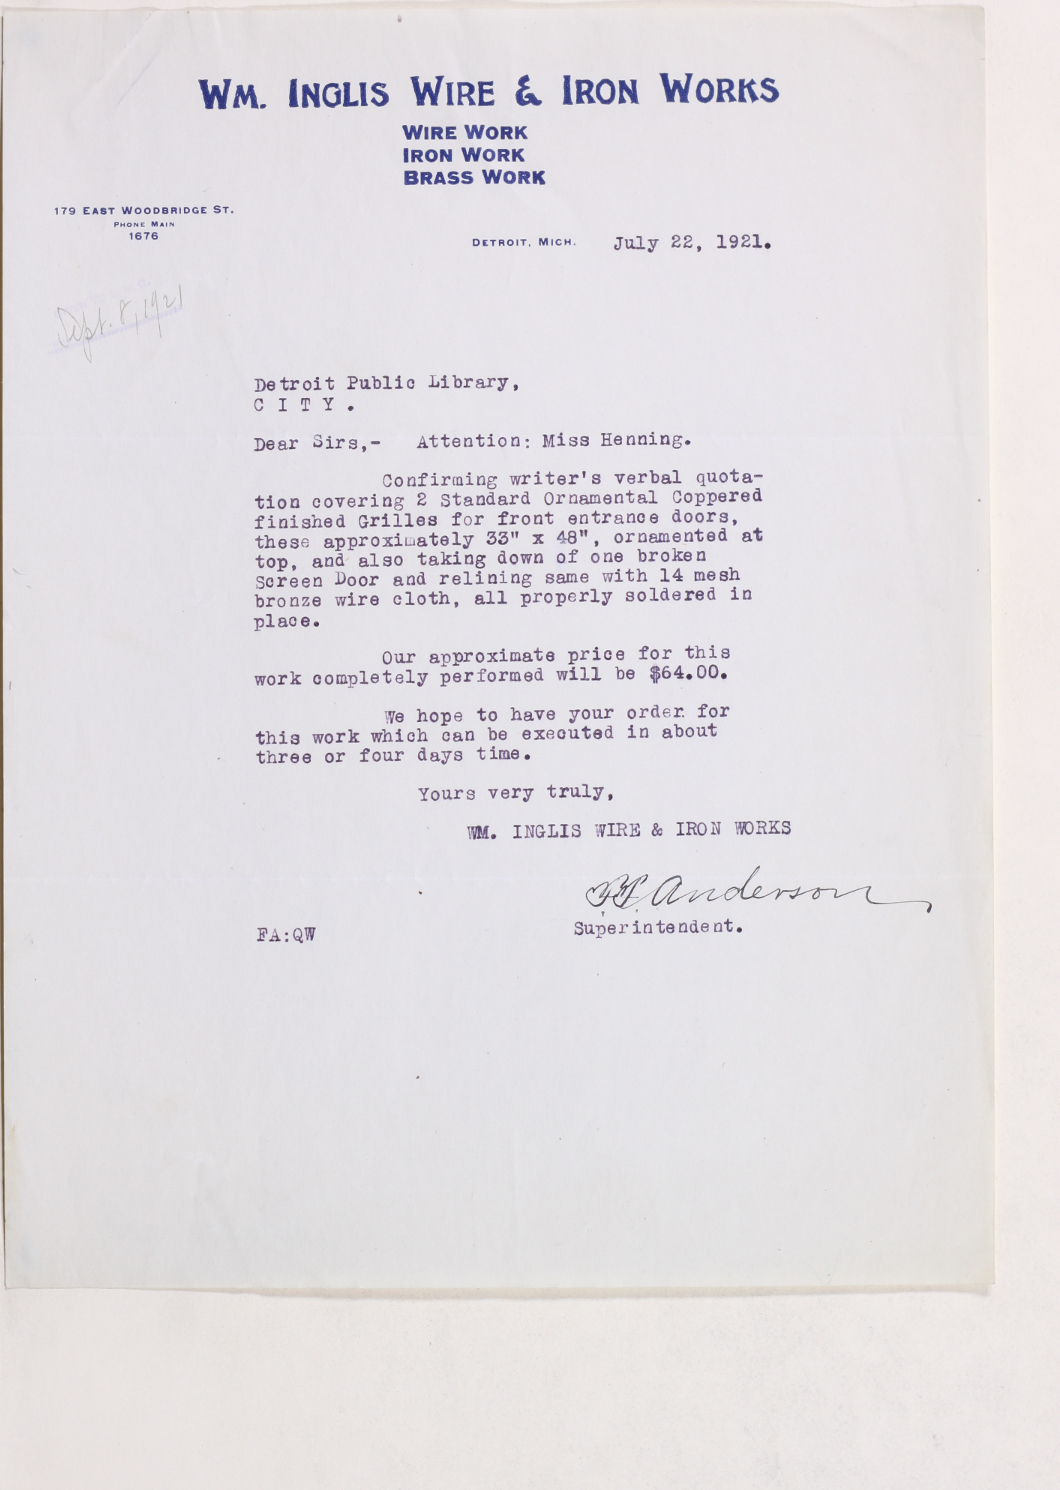 WM. INGLIS WIRE & IRON WORKS
WIRE WORK
IRON WORK
BRASS WORK
179 EAST WOODBRIDGE ST.
PHONE MAIN
1676
DETROIT, MICH. July 22, 1921.
Sept. 8, 1921
Detroit Public Library,
C I T Y .
Dear Sirs,- Attention: Miss Henning.
Confirming writer's verbal quota-
tion covering 2 Standard Ornamental Coppered
finished Grilles for front entrance doors,
these approximately 33" x 48", ornamented at
top, and also taking down of one broken
Screen Door and relining same with 14 mesh
bronze wire cloth, all properly soldered in
place.
Our approximate price for this
work completely performed will be $64.00.
We hope to have your order for
this work which can be executed in about
three or four days time.
Yours very truly,
WM. INGLIS WIRE & IRON WORKS
Anderson
Superintendent.
FA:QW